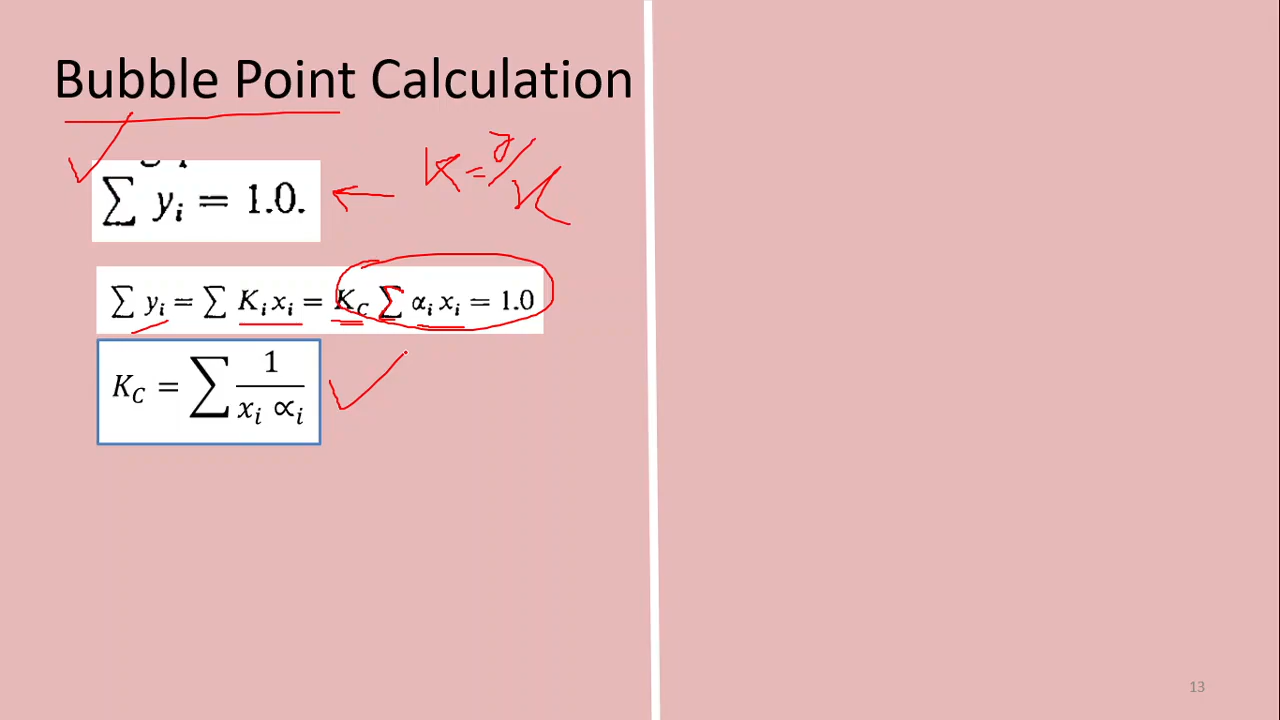 Bubble Point Calculation
K = y/x
∑ yᵢ = 1.0.
∑ yᵢ = ∑ Kᵢ xᵢ = K_C ∑ αᵢ xᵢ = 1.0
K_C = ∑ 1/(xᵢ ∝ᵢ)
13